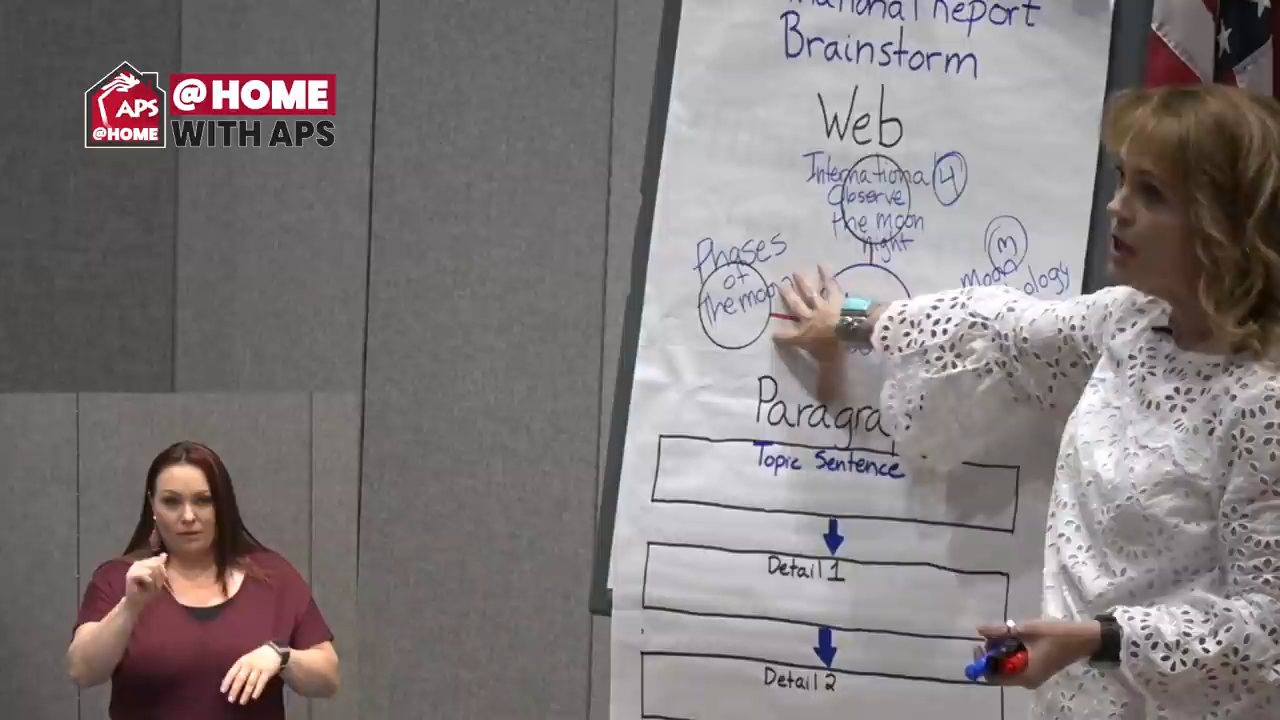 APS
@HOME
@HOME
WITH APS
Report
Brainstorm
Web
International 4
Observe
the moon
night
Phases
of
the moon
m
moon ology
Paragra
Topic Sentence
Detail 1
Detail 2